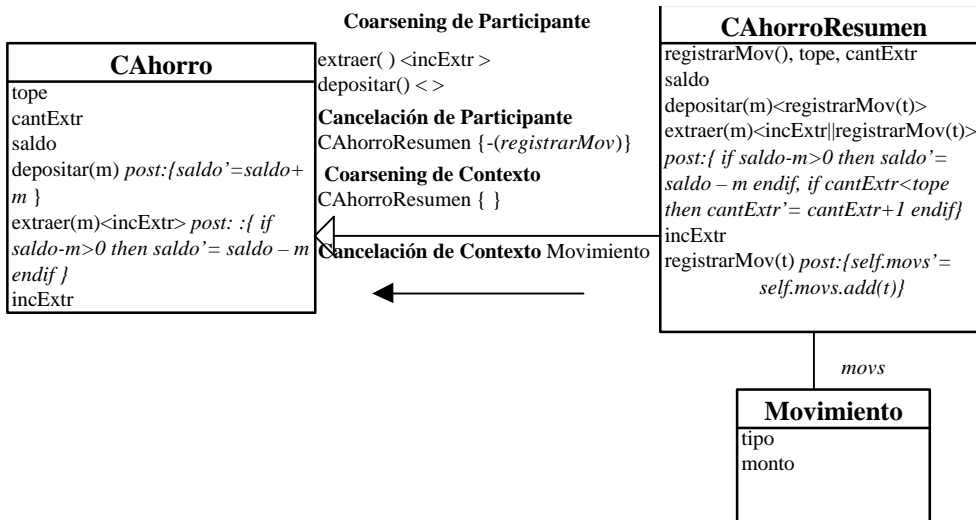 CAhorro
tope
cantExtr
saldo
depositar(m) post:{saldo'=saldo+
m }
extraer(m)<incExtr> post: :{ if
saldo-m>0 then saldo'= saldo – m
endif }
incExtr
Coarsening de Participante
extraer( ) <incExtr >
depositar() < >
Cancelación de Participante
CAhorroResumen {-(registrarMov)}
Coarsening de Contexto
CAhorroResumen { }
Cancelación de Contexto Movimiento
CAhorroResumen
registrarMov(), tope, cantExtr
saldo
depositar(m)<registrarMov(t)>
extraer(m)<incExtr||registrarMov(t)>
post:{ if saldo-m>0 then saldo'=
saldo – m endif, if cantExtr<tope
then cantExtr'= cantExtr+1 endif}
incExtr
registrarMov(t) post:{self.movs'=
self.movs.add(t)}
movs
Movimiento
tipo
monto